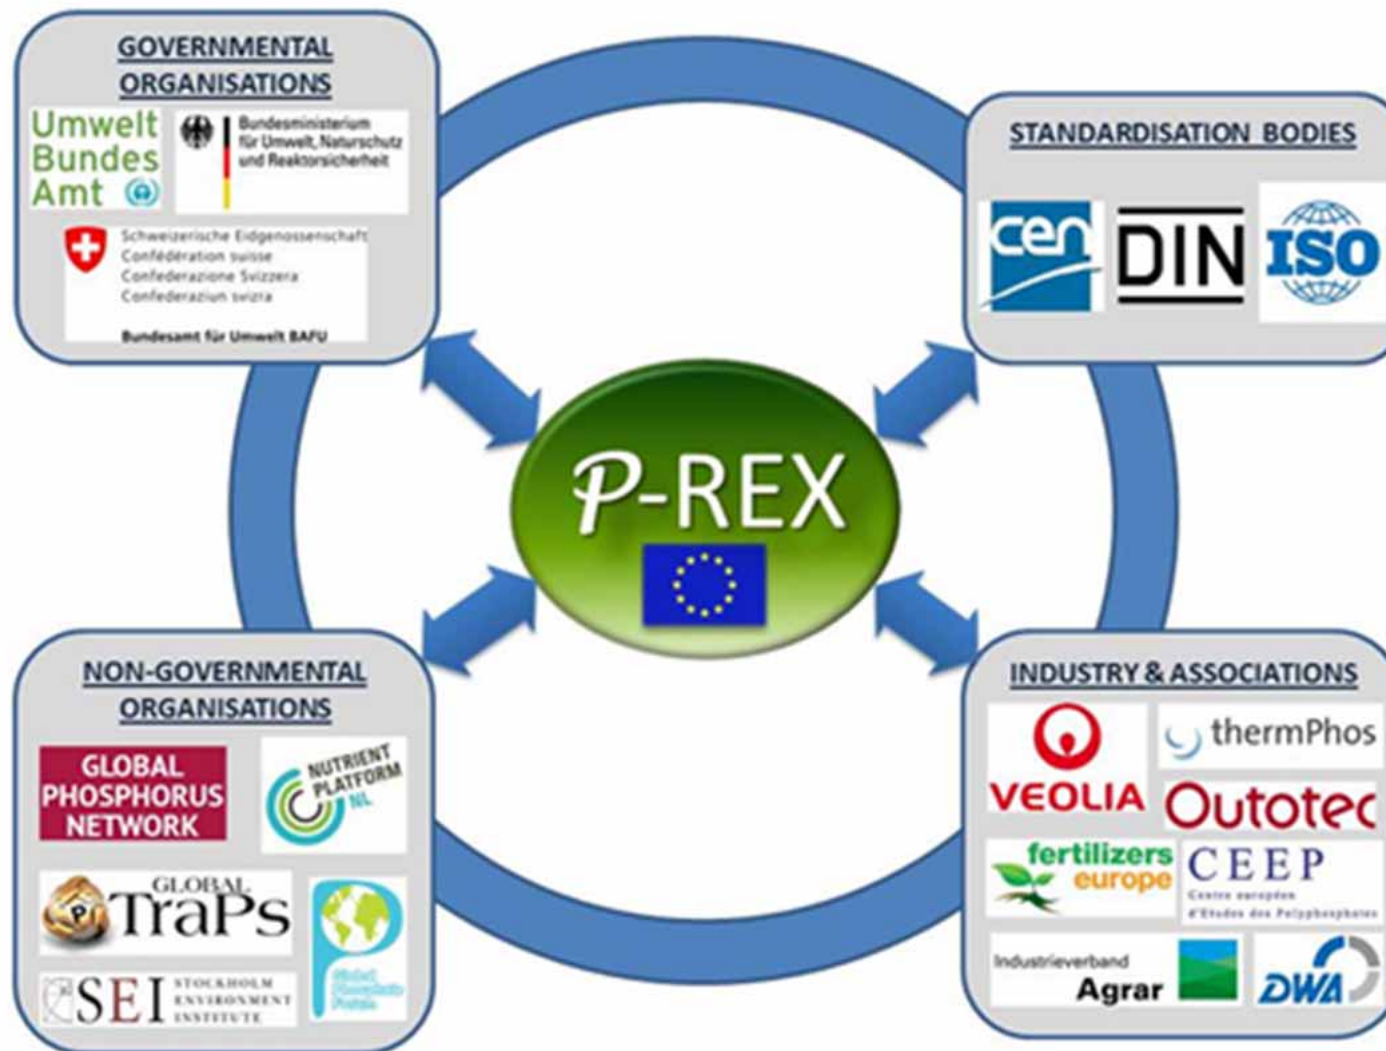 GOVERNMENTAL
ORGANISATIONS
Umwelt
Bundes
Amt
Bundesministerium
für Umwelt, Naturschutz
und Reaktorsicherheit
Schweizerische Eidgenossenschaft
Confédération suisse
Confederazione Svizzera
Confederaziun svizra
Bundesamt für Umwelt BAFU
STANDARDISATION BODIES
cen
DIN
ISO
P-REX
NON-GOVERNMENTAL
ORGANISATIONS
GLOBAL
PHOSPHORUS
NETWORK
NUTRIENT
PLATFORM
NL
GLOBAL
TraPs
P
SEI
STOCKHOLM
ENVIRONMENT
INSTITUTE
Global
Forum
INDUSTRY & ASSOCIATIONS
VEOLIA
thermPhos
Outotec
fertilizers
europe
CEEP
Centre européen
d'Etudes des Polyphosphates
Industrieverband
Agrar
DWA